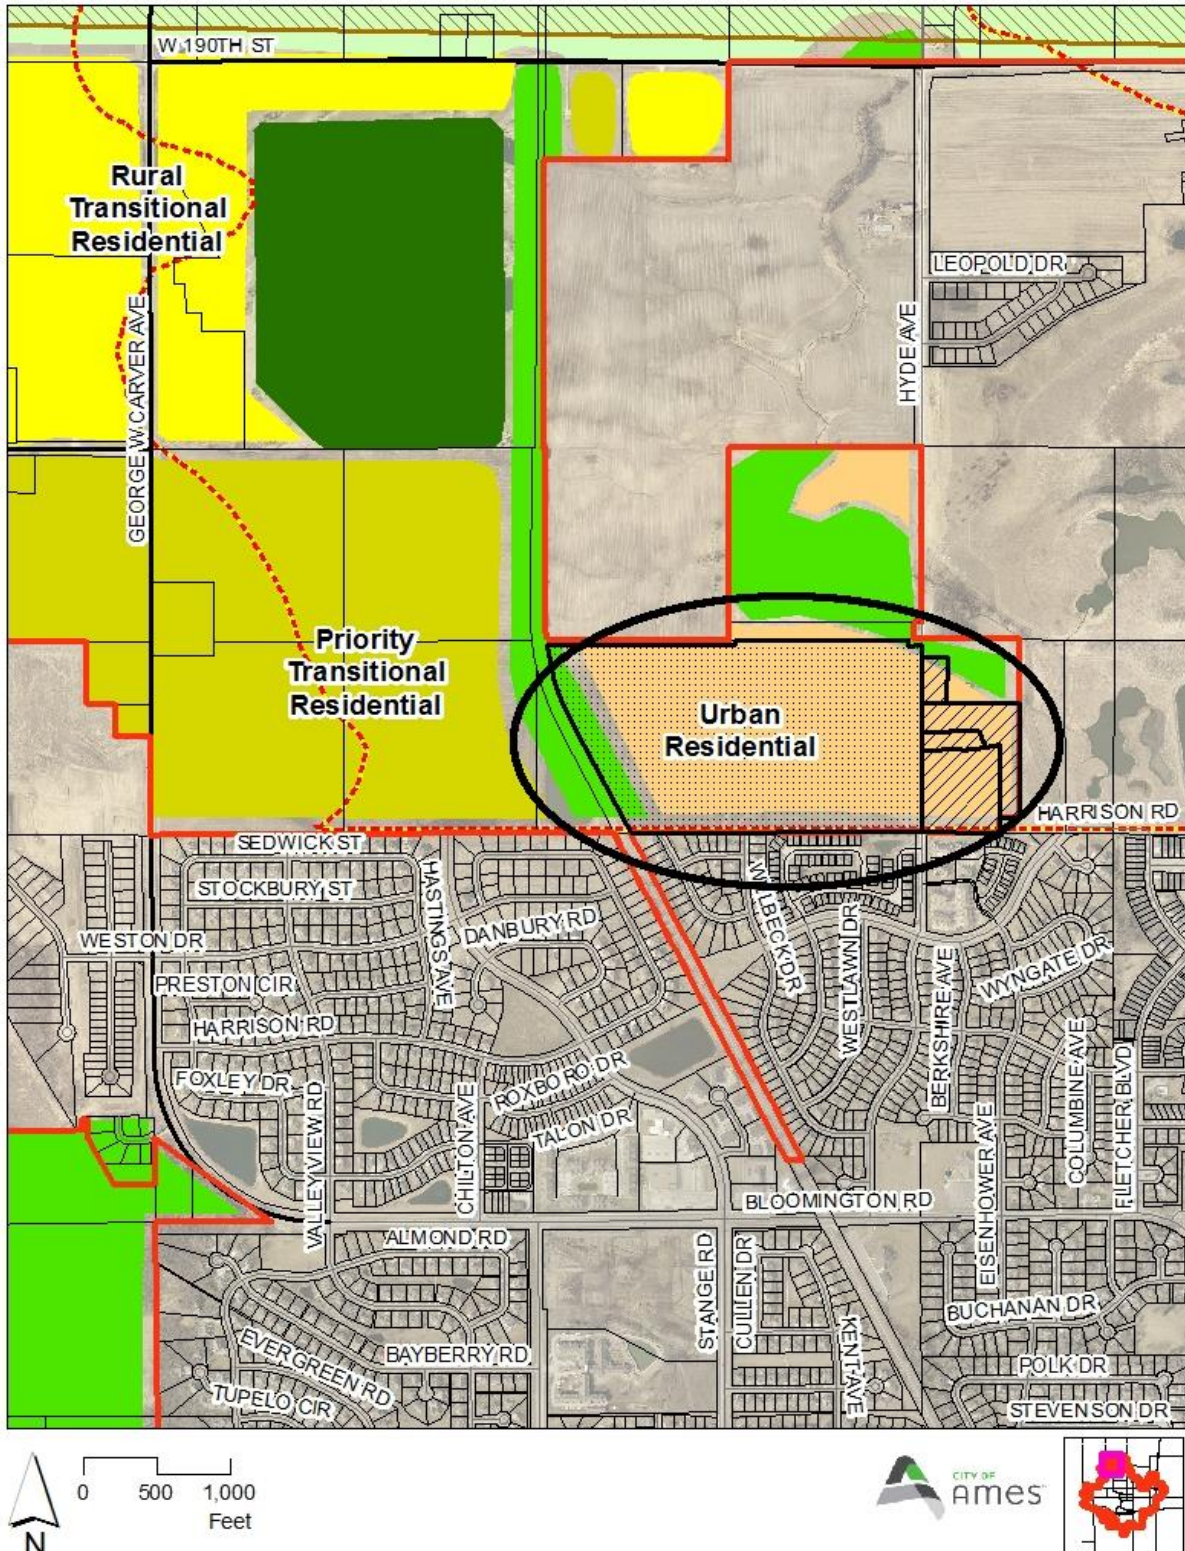 W 190TH ST
Rural
Transitional
Residential
LEOPOLD DR
GEORGE W CARVER AVE
HYDE AVE
Priority
Transitional
Residential
Urban
Residential
HARRISON RD
SEDWICK ST
STOCKBURY ST
HASTINGS AVE
DANBURY RD
WILBECK DR
WESTON DR
WESTLAWN DR
BERKSHIRE AVE
WYNGATE DR
PRESTON CIR
HARRISON RD
FOXLEY DR
VALLEY VIEW RD
CHILTON AVE
ROXBORO DR
TALON DR
EISENHOWER AVE
COLUMBINE AVE
FLETCHER BLVD
BLOOMINGTON RD
ALMOND RD
STANGE RD
CULLEN DR
KENT AVE
BUCHANAN DR
EVERGREEN RD
BAYBERRY RD
POLK DR
TUPELO CIR
STEVENSON DR
N
0 500 1,000
Feet
CITY OF
AMES